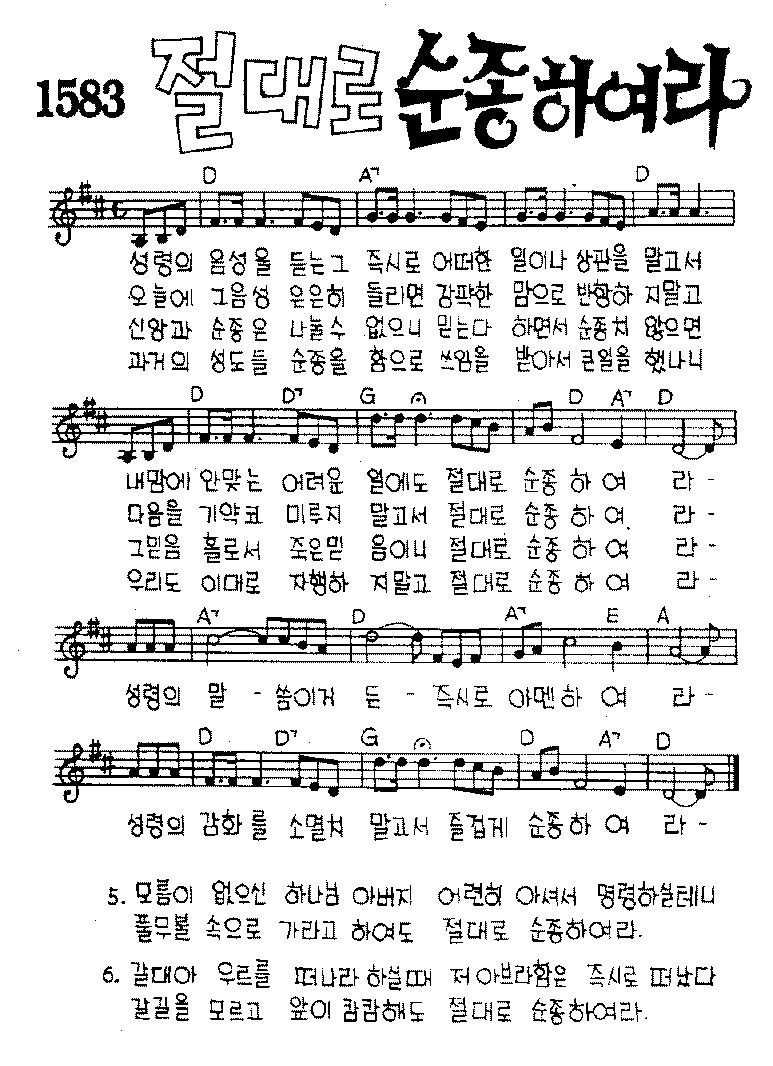 1583 절대로 순종하여라
D A7 D
성령의 음성을 듣는그 즉시로 어떠한 일이나 상관을 말고서
오늘에 그음성 은은히 들리면 강퍅한 맘으로 반항하 지말고
신앙과 순종은 나눌수 없으니 믿는다 하면서 순종치 않으면
과거의 성도들 순종을 함으로 쓰임을 받아서 큰일을 했나니
D D7 G D A7 D
내맘에 안맞는 어려운 일에도 절대로 순종 하 여 라-
다음을 기약코 미루지 말고서 절대로 순종 하 여 라-
그믿음 홀로서 죽은믿 음이니 절대로 순종 하 여 라-
우리도 이대로 자행하 지말고 절대로 순종 하 여 라-
A7 D A7 E A
성령의 말 - 씀이거 든 - 즉시로 아멘하 여 라-
D D7 G D A7 D
성령의 감화를 소멸치 말고서 즐겁게 순종하 여 라-
5. 모름이 없으신 하나님 아버지 어련히 아셔서 명령하실테니
풀무불 속으로 가라고 하여도 절대로 순종하여라.
6. 갈대아 우르를 떠나라 하실때 저 아브라함은 즉시로 떠났다
갈길을 모르고 앞이 캄캄해도 절대로 순종하여라.